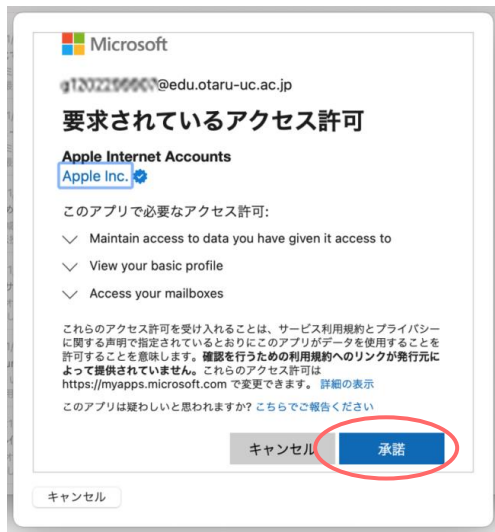 Microsoft
@edu.otaru-uc.ac.jp
要求されているアクセス許可
Apple Internet Accounts
Apple Inc.
このアプリで必要なアクセス許可:
Maintain access to data you have given it access to
View your basic profile
Access your mailboxes
これらのアクセス許可を受け入れることは、サービス利用規約とプライバシー
に関する声明で指定されているとおりにこのアプリがデータを使用することを
許可することを意味します。確認を行うための利用規約へのリンクが発行元に
よって提供されていません。これらのアクセス許可は
https://myapps.microsoft.com で変更できます。 詳細の表示
このアプリは疑わしいと思われますか? こちらでご報告ください
キャンセル 承諾
キャンセル